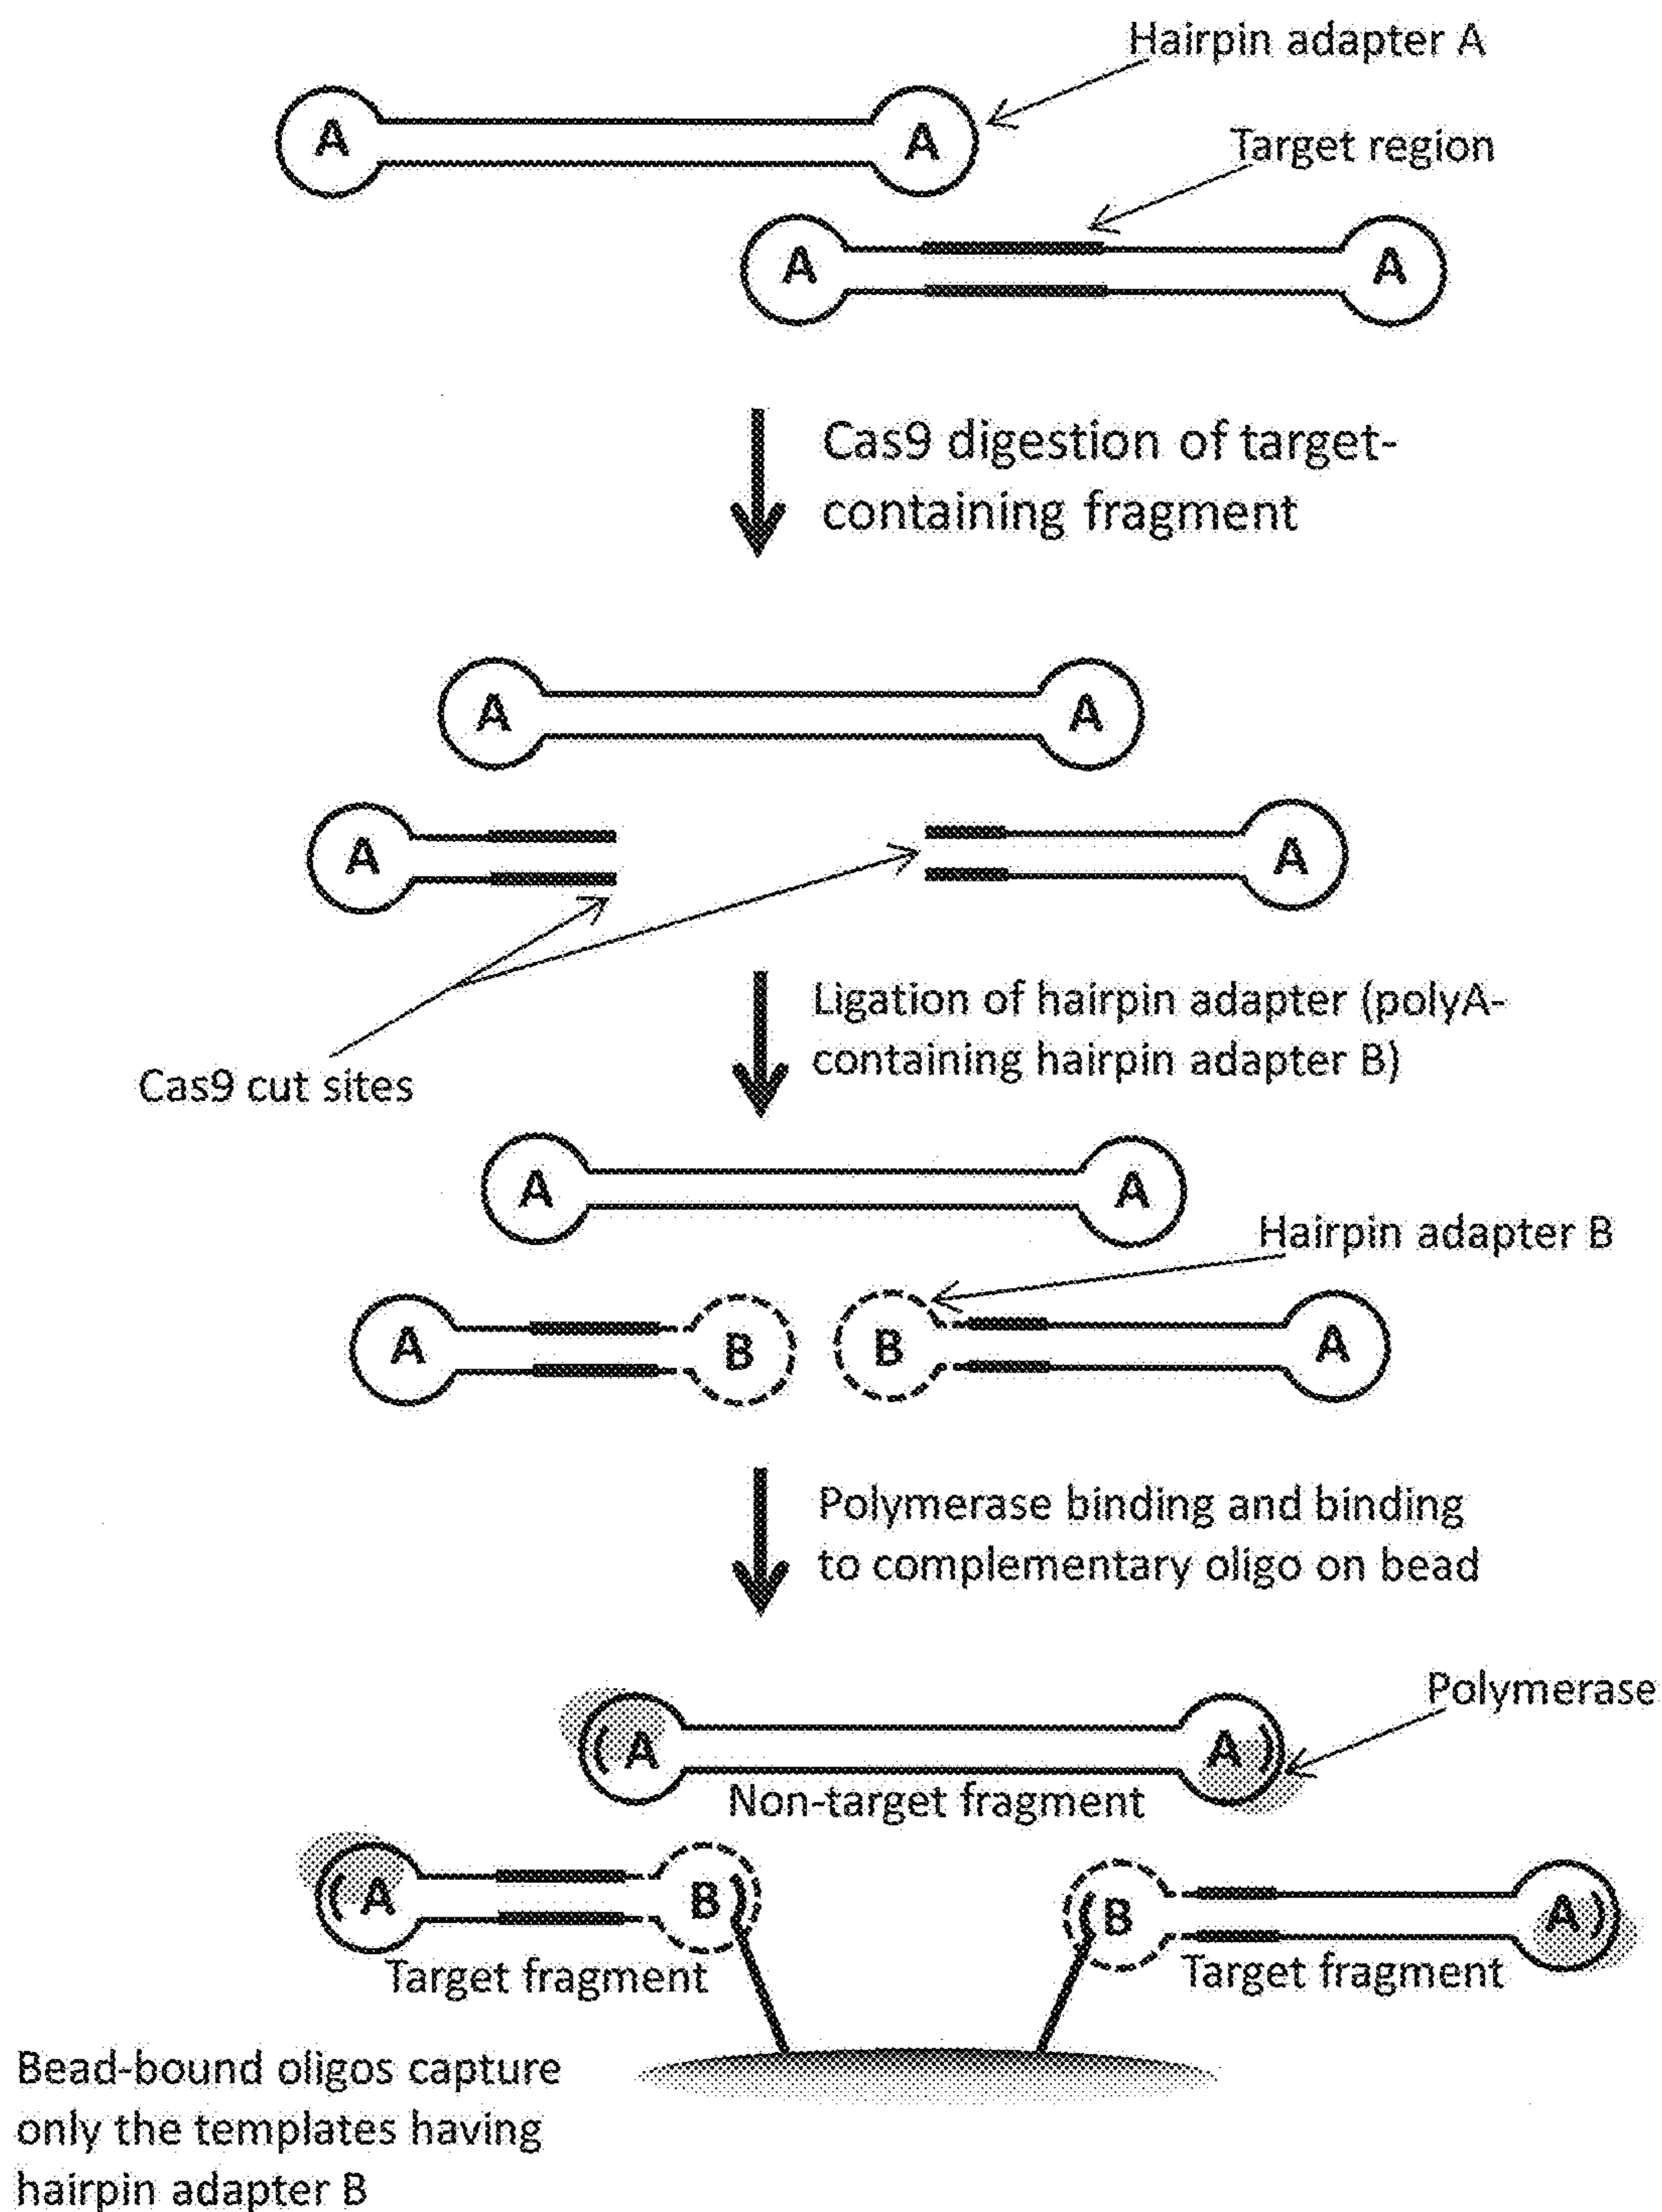 Hairpin adapter A
A
A
Target region
A
A
Cas9 digestion of target-
containing fragment
A
A
A
A
Ligation of hairpin adapter (polyA-
containing hairpin adapter B)
Cas9 cut sites
A
A
Hairpin adapter B
A
B
B
A
Polymerase binding and binding
to complementary oligo on bead
Polymerase
A
A
Non-target fragment
A
B
B
A
Target fragment
Target fragment
Bead-bound oligos capture
only the templates having
hairpin adapter B